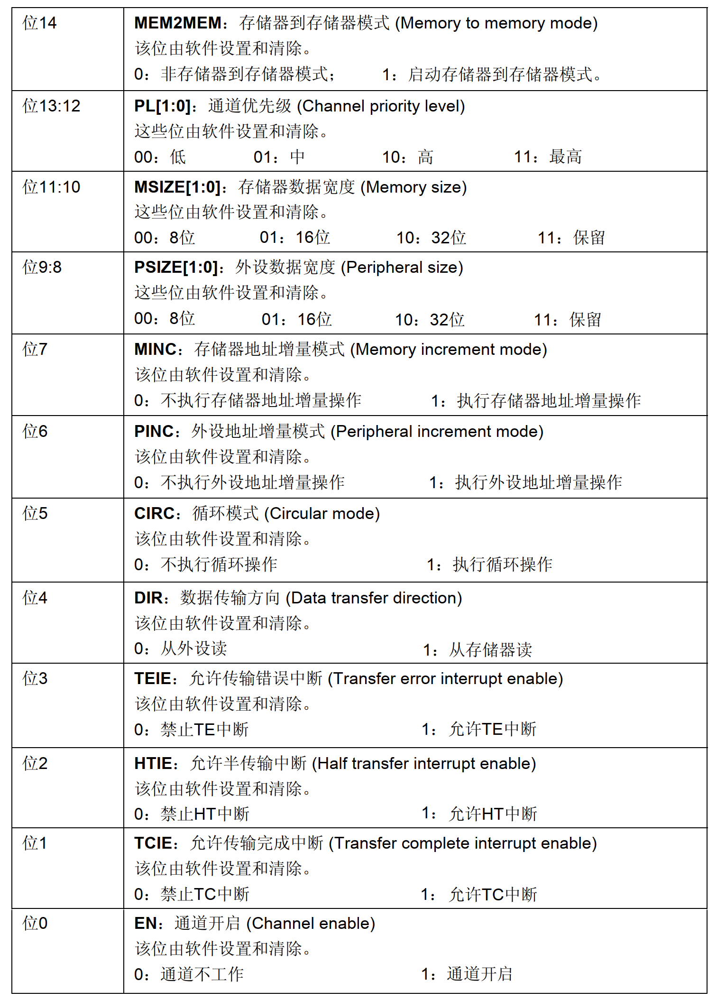 位14
MEM2MEM：存储器到存储器模式 (Memory to memory mode)
该位由软件设置和清除。
0：非存储器到存储器模式； 1：启动存储器到存储器模式。
位13:12
PL[1:0]：通道优先级 (Channel priority level)
这些位由软件设置和清除。
00：低 01：中 10：高 11：最高
位11:10
MSIZE[1:0]：存储器数据宽度 (Memory size)
这些位由软件设置和清除。
00：8位 01：16位 10：32位 11：保留
位9:8
PSIZE[1:0]：外设数据宽度 (Peripheral size)
这些位由软件设置和清除。
00：8位 01：16位 10：32位 11：保留
位7
MINC：存储器地址增量模式 (Memory increment mode)
该位由软件设置和清除。
0：不执行存储器地址增量操作 1：执行存储器地址增量操作
位6
PINC：外设地址增量模式 (Peripheral increment mode)
该位由软件设置和清除。
0：不执行外设地址增量操作 1：执行外设地址增量操作
位5
CIRC：循环模式 (Circular mode)
该位由软件设置和清除。
0：不执行循环操作 1：执行循环操作
位4
DIR：数据传输方向 (Data transfer direction)
该位由软件设置和清除。
0：从外设读 1：从存储器读
位3
TEIE：允许传输错误中断 (Transfer error interrupt enable)
该位由软件设置和清除。
0：禁止TE中断 1：允许TE中断
位2
HTIE：允许半传输中断 (Half transfer interrupt enable)
该位由软件设置和清除。
0：禁止HT中断 1：允许HT中断
位1
TCIE：允许传输完成中断 (Transfer complete interrupt enable)
该位由软件设置和清除。
0：禁止TC中断 1：允许TC中断
位0
EN：通道开启 (Channel enable)
该位由软件设置和清除。
0：通道不工作 1：通道开启